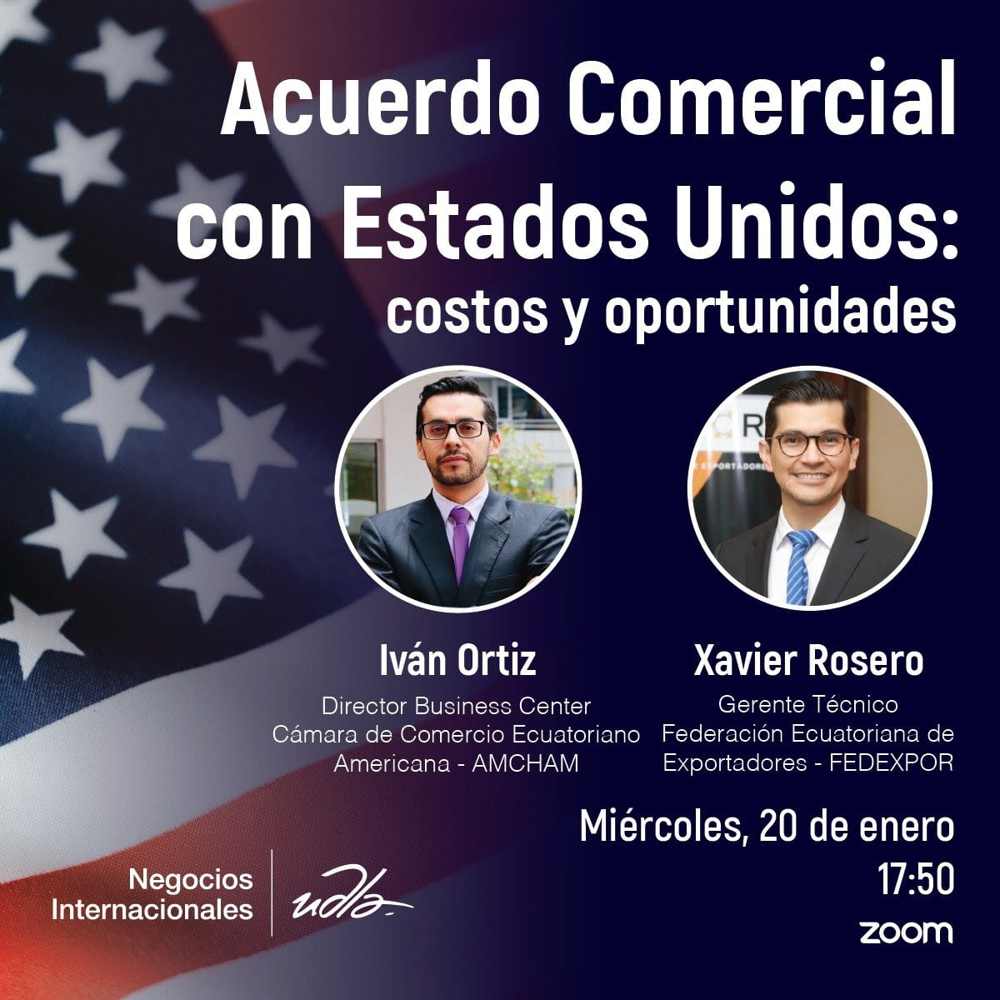 Acuerdo Comercial
con Estados Unidos:
costos y oportunidades
R
EXPORTADORE
Iván Ortiz
Director Business Center
Cámara de Comercio Ecuatoriano
Americana - AMCHAM
Xavier Rosero
Gerente Técnico
Federación Ecuatoriana de
Exportadores - FEDEXPOR
Miércoles, 20 de enero
17:50
zoom
Negocios
Internacionales
udla